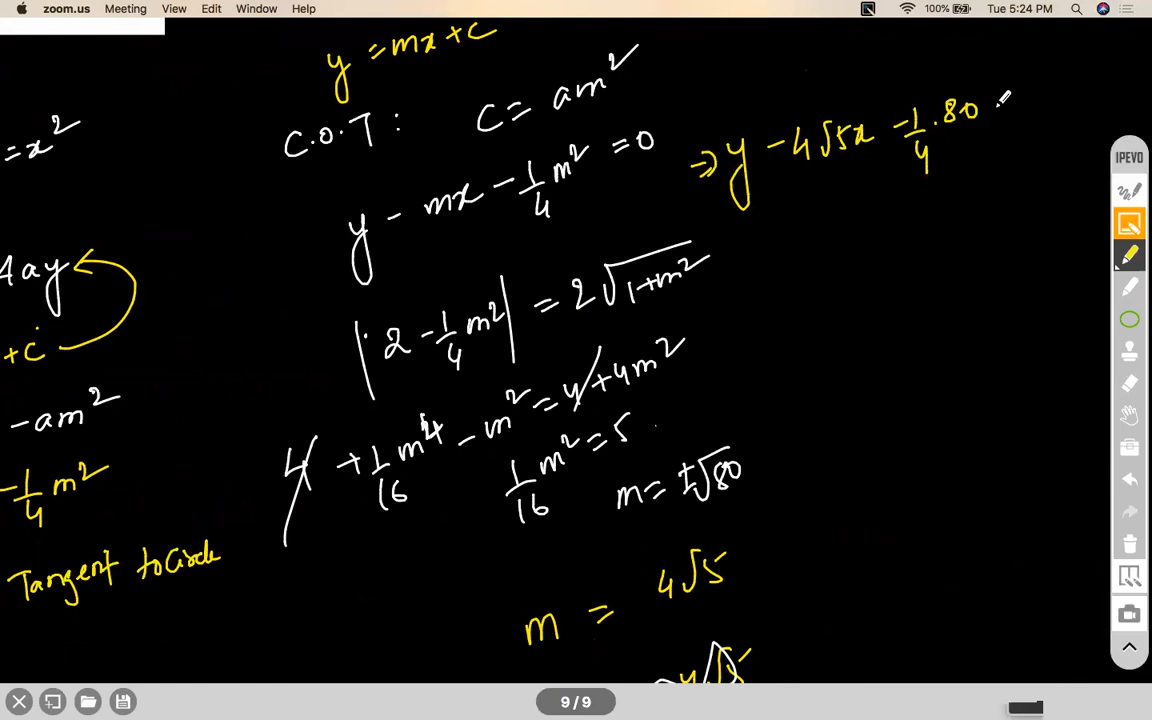 zoom.us Meeting View Edit Window Help 100% Tue 5:24 PM
y = mx + c
C.O.T : C = am²
= x²
y - mx - 1/4 m² = 0
⇒ y - 4√5x - 1/4 . 80
4ay
| 2 - 1/4 m² | = 2√1+m²
+ c
4 + 1/16 m⁴ - m² = 4 + 4m²
- am²
1/16 m² = 5
m = ±√80
- 1/4 m²
Tangent to Circle
m = 4√5
9/9
IPEVO